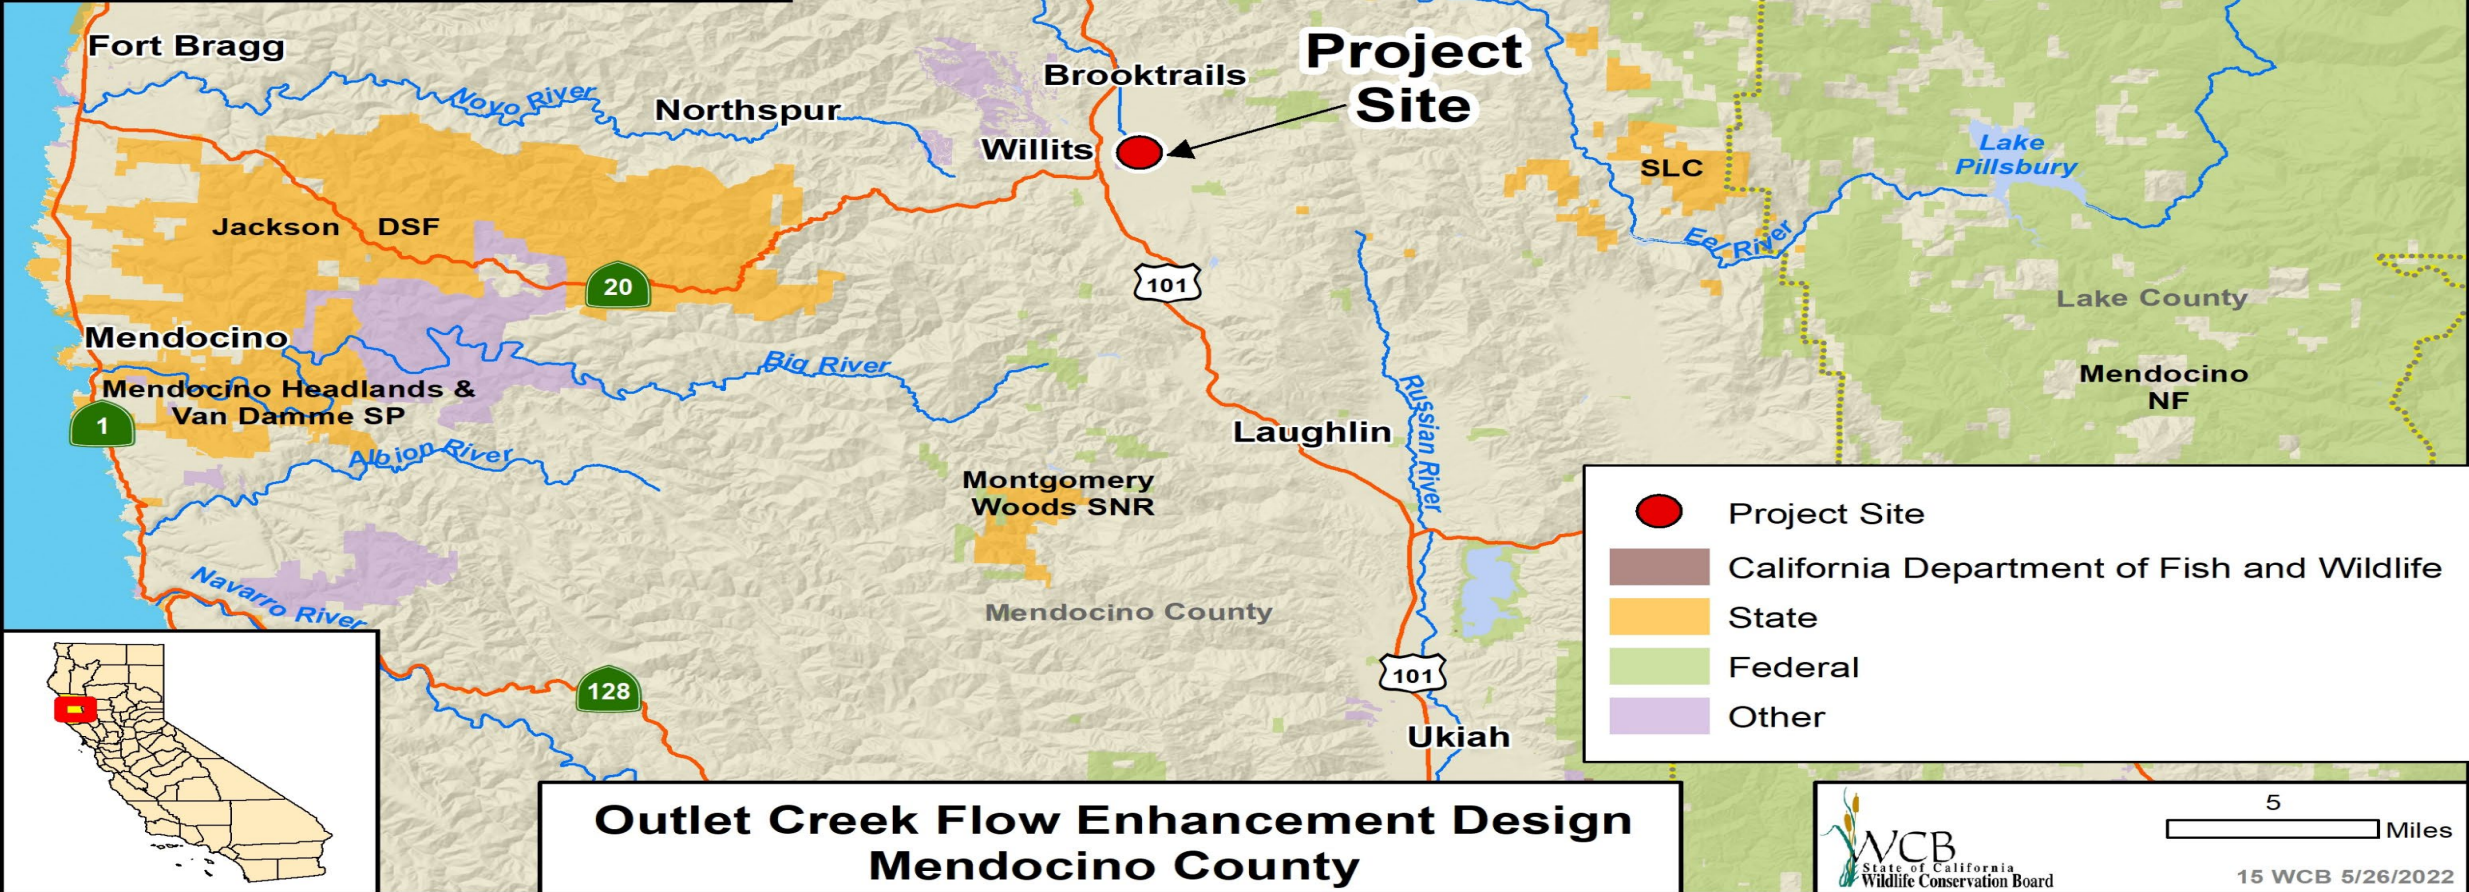 Fort Bragg
Noyo River
Northspur
Brooktrails
Willits
Project
Site
SLC
Lake
Pillsbury
Eel River
Jackson DSF
20
101
Lake County
Mendocino
Big River
Mendocino
NF
Mendocino Headlands &
Van Damme SP
1
Albion River
Laughlin
Russian River
Montgomery
Woods SNR
Navarro River
Mendocino County
128
101
Ukiah
Project Site
California Department of Fish and Wildlife
State
Federal
Other
Outlet Creek Flow Enhancement Design
Mendocino County
WCB
State of California
Wildlife Conservation Board
5
Miles
15 WCB 5/26/2022